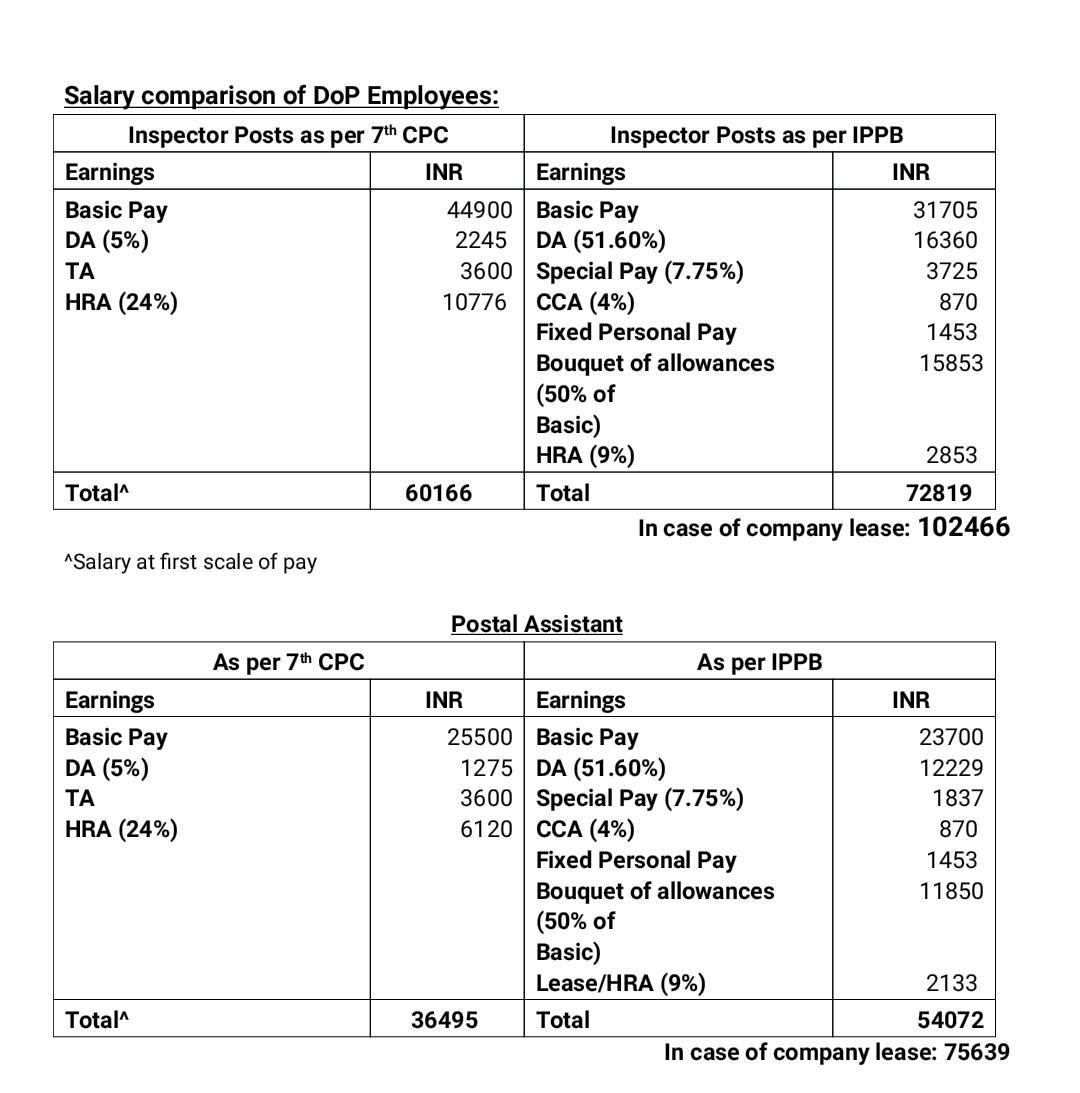 Salary comparison of DoP Employees:
Inspector Posts as per 7th CPC Inspector Posts as per IPPB
Earnings INR Earnings INR
Basic Pay 44900 Basic Pay 31705
DA (5%) 2245 DA (51.60%) 16360
TA 3600 Special Pay (7.75%) 3725
HRA (24%) 10776 CCA (4%) 870
Fixed Personal Pay 1453
Bouquet of allowances 15853
(50% of
Basic)
HRA (9%) 2853
Total^ 60166 Total 72819
In case of company lease: 102466
^Salary at first scale of pay
Postal Assistant
As per 7th CPC As per IPPB
Earnings INR Earnings INR
Basic Pay 25500 Basic Pay 23700
DA (5%) 1275 DA (51.60%) 12229
TA 3600 Special Pay (7.75%) 1837
HRA (24%) 6120 CCA (4%) 870
Fixed Personal Pay 1453
Bouquet of allowances 11850
(50% of
Basic)
Lease/HRA (9%) 2133
Total^ 36495 Total 54072
In case of company lease: 75639